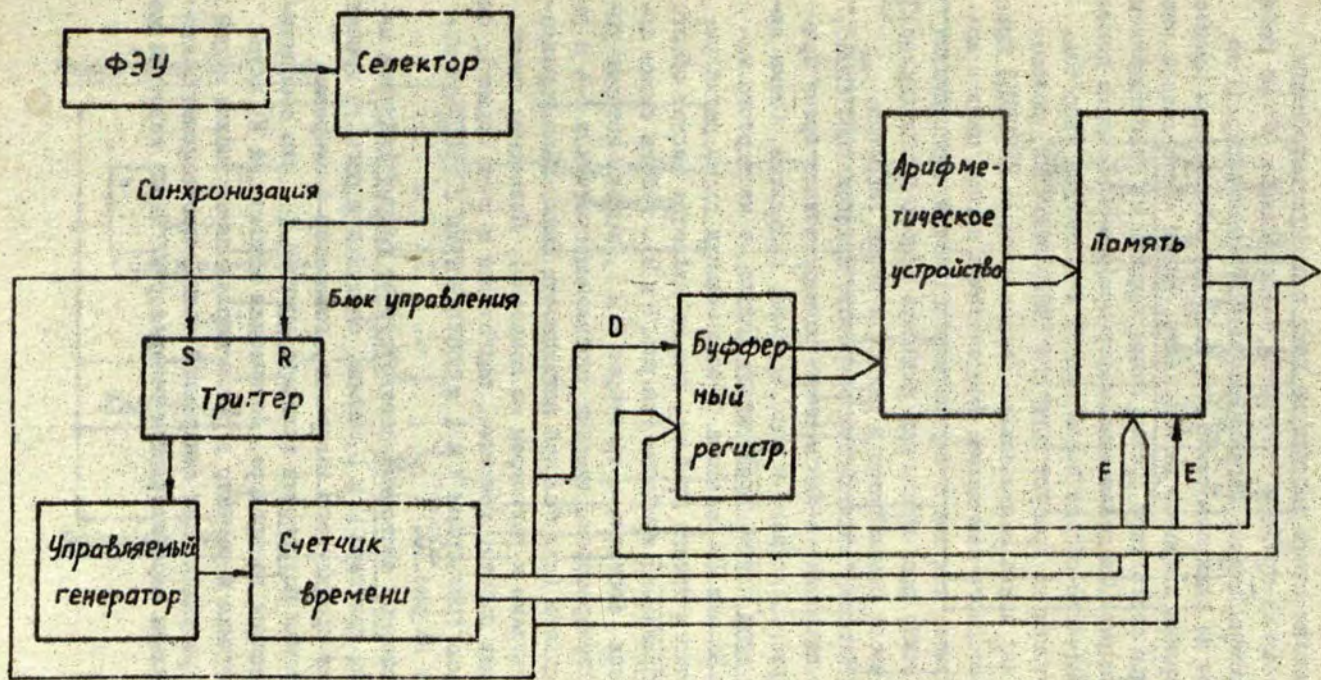 ФЭУ
Селектор
Синхронизация
Блок управления
S
R
Триггер
Управляемый
генератор
Счетчик
времени
D
Буффер
ный
регистр.
Арифме-
тическое
устройство
Память
F
E